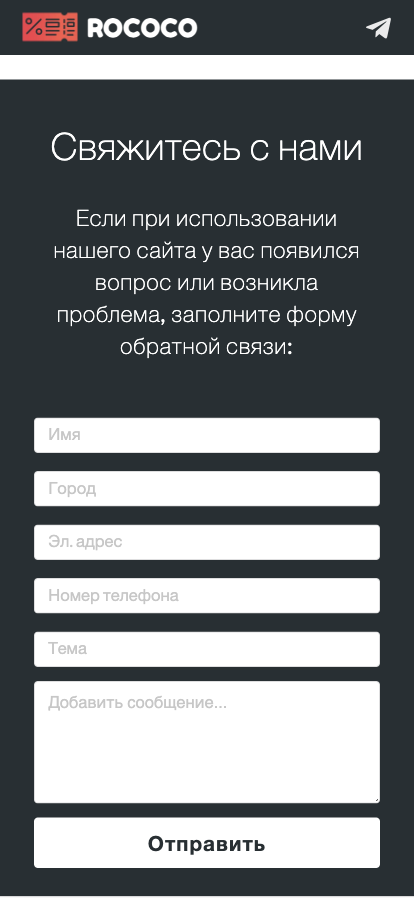 ROCOCO
Свяжитесь с нами
Если при использовании
нашего сайта у вас появился
вопрос или возникла
проблема, заполните форму
обратной связи:
Имя
Город
Эл. адрес
Номер телефона
Тема
Добавить сообщение...
Отправить